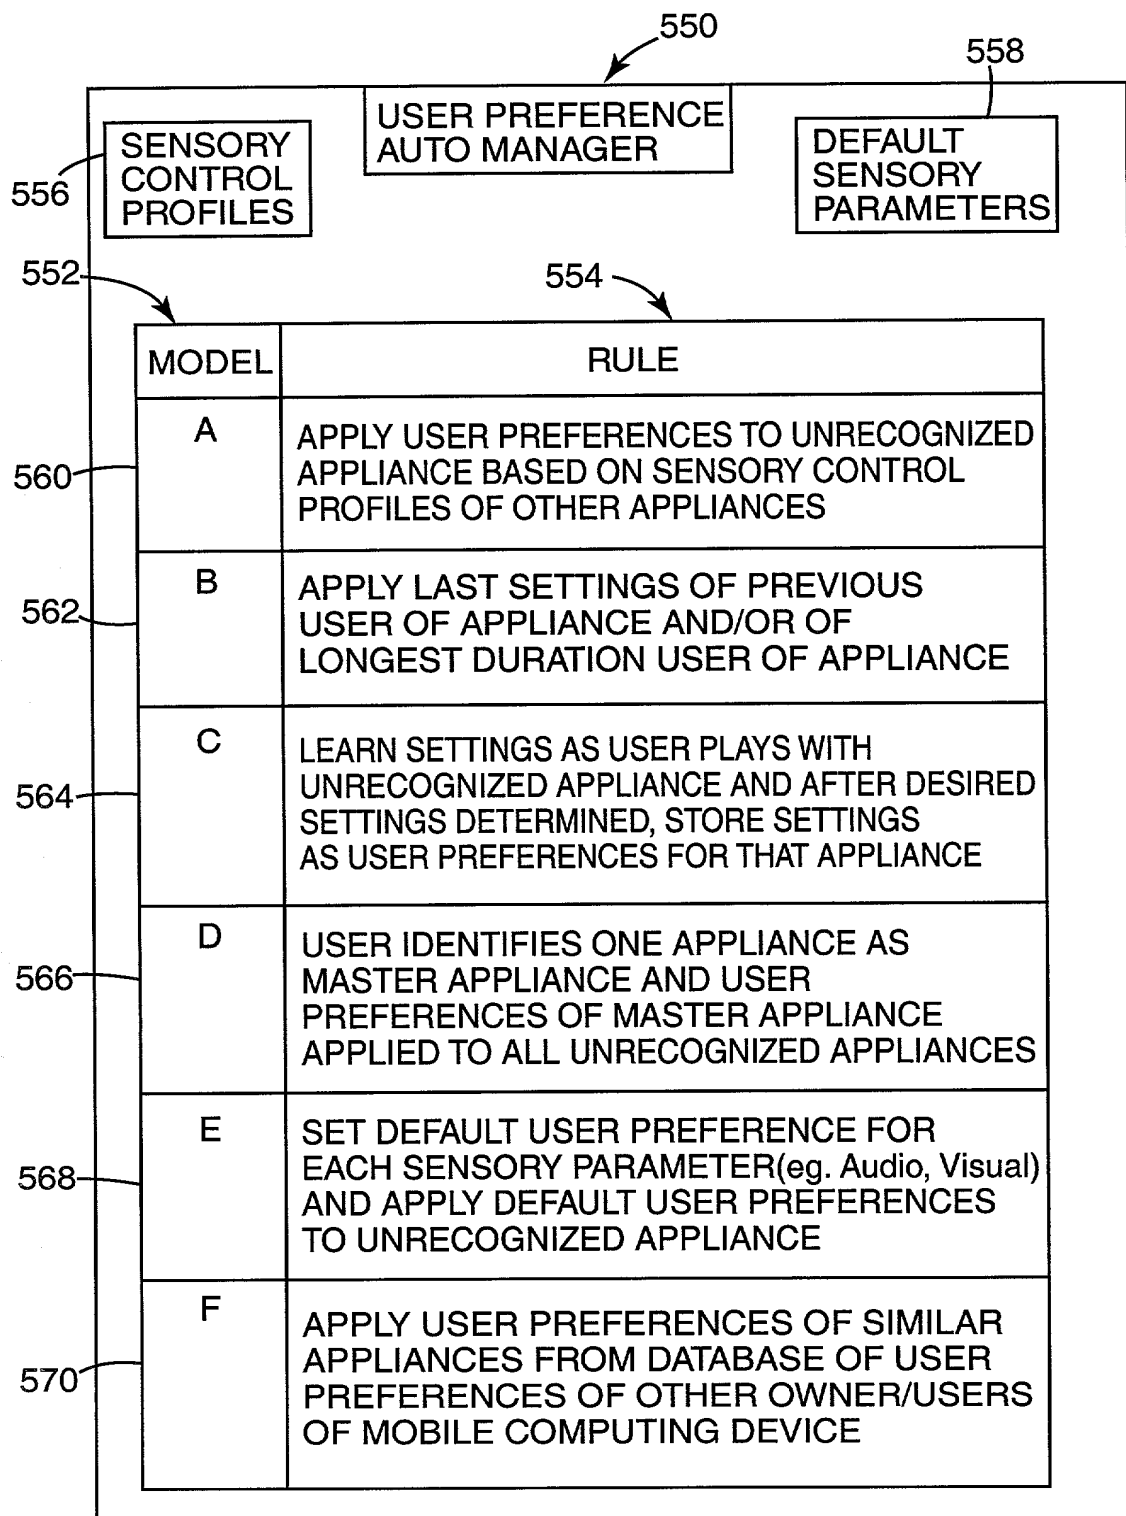 550
558
USER PREFERENCE
AUTO MANAGER
SENSORY
CONTROL
PROFILES
DEFAULT
SENSORY
PARAMETERS
556
552
554
MODEL
RULE
A
APPLY USER PREFERENCES TO UNRECOGNIZED
APPLIANCE BASED ON SENSORY CONTROL
PROFILES OF OTHER APPLIANCES
560
B
APPLY LAST SETTINGS OF PREVIOUS
USER OF APPLIANCE AND/OR OF
LONGEST DURATION USER OF APPLIANCE
562
C
LEARN SETTINGS AS USER PLAYS WITH
UNRECOGNIZED APPLIANCE AND AFTER DESIRED
SETTINGS DETERMINED, STORE SETTINGS
AS USER PREFERENCES FOR THAT APPLIANCE
564
D
USER IDENTIFIES ONE APPLIANCE AS
MASTER APPLIANCE AND USER
PREFERENCES OF MASTER APPLIANCE
APPLIED TO ALL UNRECOGNIZED APPLIANCES
566
E
SET DEFAULT USER PREFERENCE FOR
EACH SENSORY PARAMETER(eg. Audio, Visual)
AND APPLY DEFAULT USER PREFERENCES
TO UNRECOGNIZED APPLIANCE
568
F
APPLY USER PREFERENCES OF SIMILAR
APPLIANCES FROM DATABASE OF USER
PREFERENCES OF OTHER OWNER/USERS
OF MOBILE COMPUTING DEVICE
570